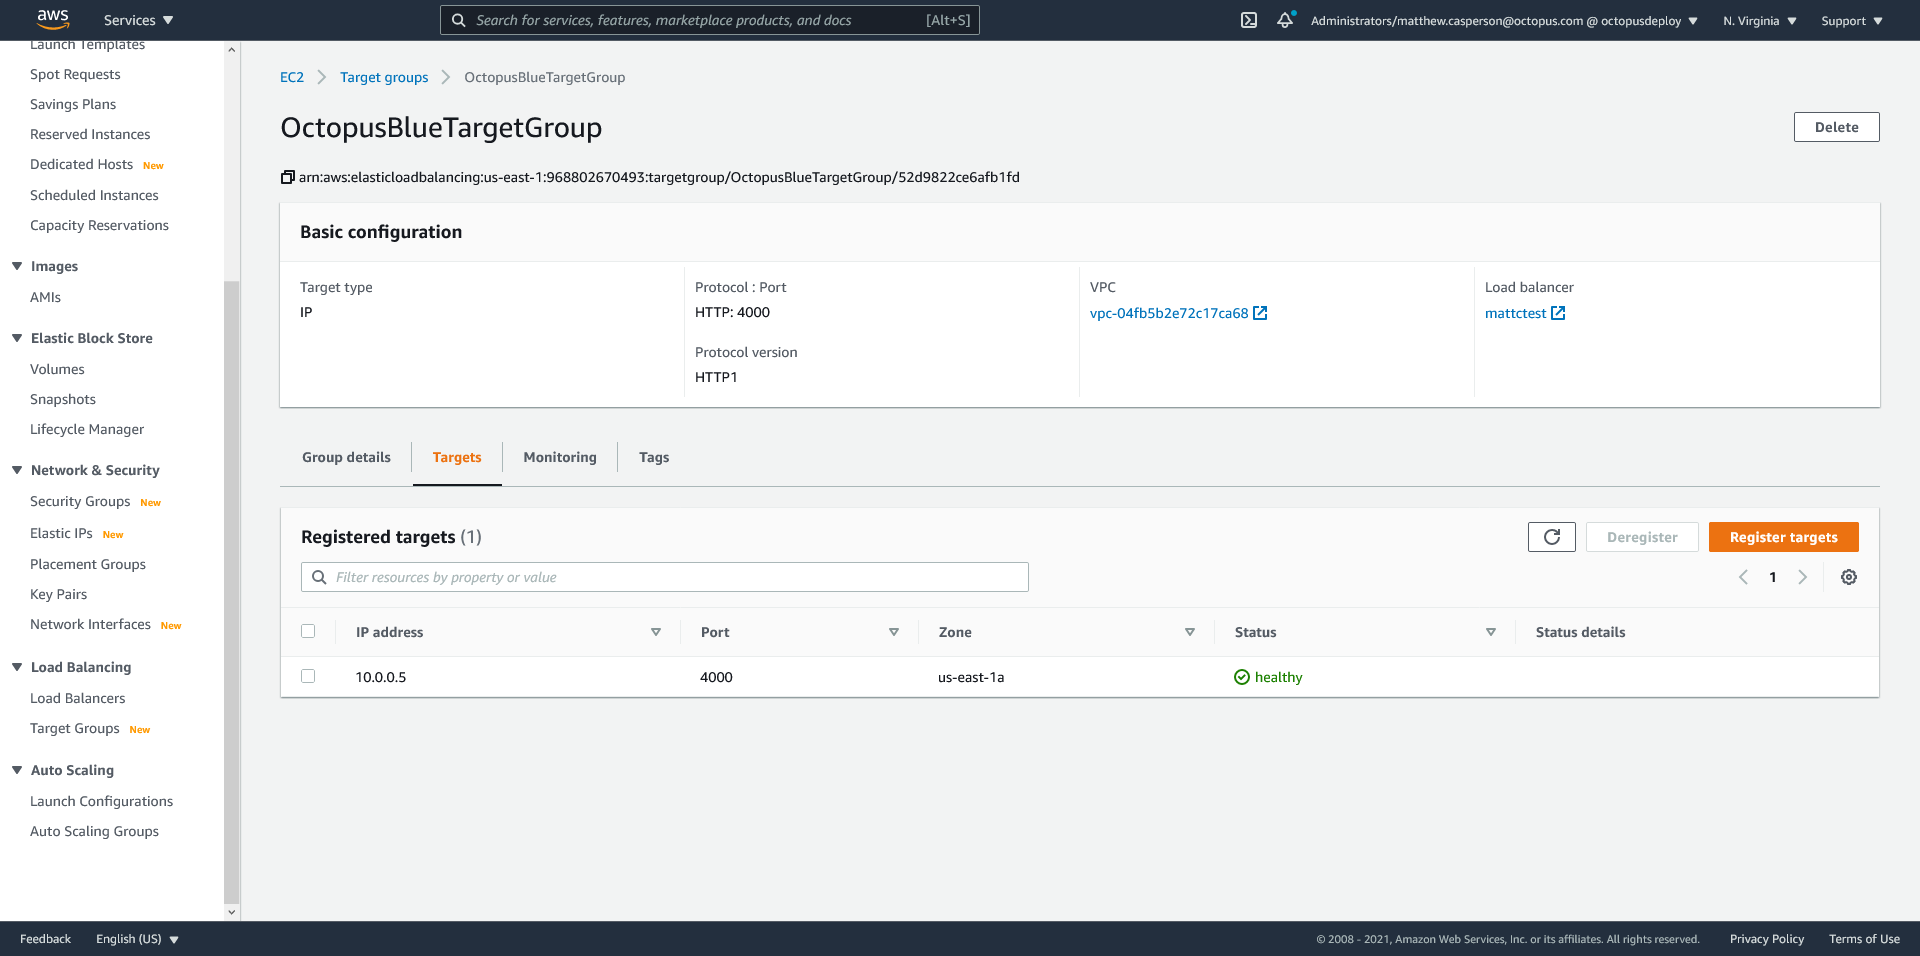 aws
Services
Search for services, features, marketplace products, and docs [Alt+S]
Administrators/matthew.casperson@octopus.com @ octopusdeploy
N. Virginia
Support
Launch Templates
Spot Requests
Savings Plans
Reserved Instances
Dedicated Hosts New
Scheduled Instances
Capacity Reservations
Images
AMIs
Elastic Block Store
Volumes
Snapshots
Lifecycle Manager
Network & Security
Security Groups New
Elastic IPs New
Placement Groups
Key Pairs
Network Interfaces New
Load Balancing
Load Balancers
Target Groups New
Auto Scaling
Launch Configurations
Auto Scaling Groups
EC2 Target groups OctopusBlueTargetGroup
OctopusBlueTargetGroup
Delete
arn:aws:elasticloadbalancing:us-east-1:968802670493:targetgroup/OctopusBlueTargetGroup/52d9822ce6afb1fd
Basic configuration
Target type
IP
Protocol : Port
HTTP: 4000
Protocol version
HTTP1
VPC
vpc-04fb5b2e72c17ca68
Load balancer
mattctest
Group details Targets Monitoring Tags
Registered targets (1)
Deregister
Register targets
Filter resources by property or value
1
IP address Port Zone Status Status details
10.0.0.5 4000 us-east-1a healthy
Feedback
English (US)
© 2008 - 2021, Amazon Web Services, Inc. or its affiliates. All rights reserved.
Privacy Policy
Terms of Use